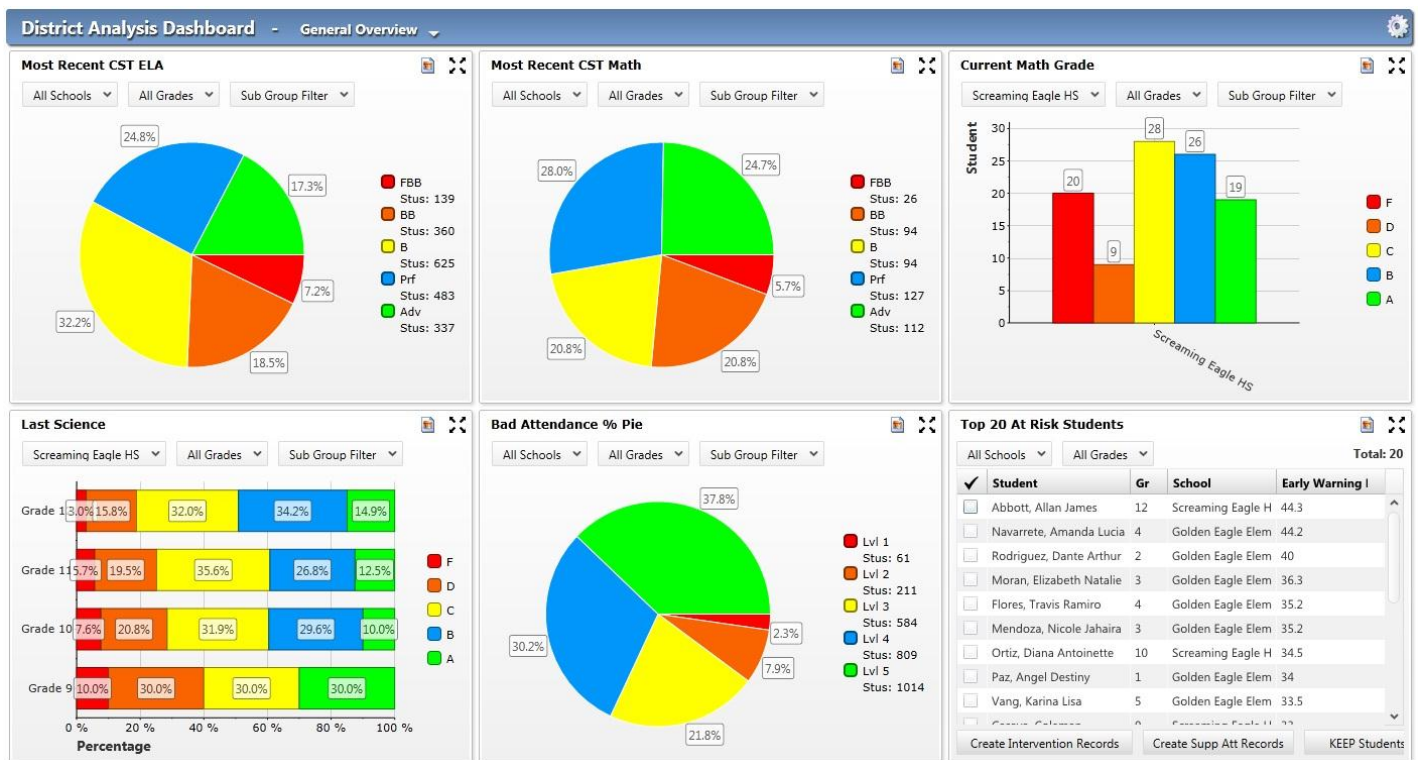 District Analysis Dashboard - General Overview
Most Recent CST ELA
All Schools All Grades Sub Group Filter
24.8%
17.3%
7.2%
32.2%
18.5%
FBB
Stus: 139
BB
Stus: 360
B
Stus: 625
Prf
Stus: 483
Adv
Stus: 337
Most Recent CST Math
All Schools All Grades Sub Group Filter
28.0%
24.7%
5.7%
20.8%
20.8%
FBB
Stus: 26
BB
Stus: 94
B
Stus: 94
Prf
Stus: 127
Adv
Stus: 112
Current Math Grade
Screaming Eagle HS All Grades Sub Group Filter
Student
30
25
20
15
10
5
0
20
9
28
26
19
Screaming Eagle HS
F
D
C
B
A
Last Science
Screaming Eagle HS All Grades Sub Group Filter
Grade 1 3.0% 15.8% 32.0% 34.2% 14.9%
Grade 11 5.7% 19.5% 35.6% 26.8% 12.5%
Grade 10 7.6% 20.8% 31.9% 29.6% 10.0%
Grade 9 10.0% 30.0% 30.0% 30.0%
0 % 20 % 40 % 60 % 80 % 100 %
Percentage
F
D
C
B
A
Bad Attendance % Pie
All Schools All Grades Sub Group Filter
37.8%
2.3%
7.9%
30.2%
21.8%
Lvl 1
Stus: 61
Lvl 2
Stus: 211
Lvl 3
Stus: 584
Lvl 4
Stus: 809
Lvl 5
Stus: 1014
Top 20 At Risk Students
All Schools All Grades Total: 20
Student Gr School Early Warning I
Abbott, Allan James 12 Screaming Eagle H 44.3
Navarrete, Amanda Lucia 4 Golden Eagle Elem 44.2
Rodriguez, Dante Arthur 2 Golden Eagle Elem 40
Moran, Elizabeth Natalie 3 Golden Eagle Elem 36.3
Flores, Travis Ramiro 4 Golden Eagle Elem 35.2
Mendoza, Nicole Jahaira 3 Golden Eagle Elem 35.2
Ortiz, Diana Antoinette 10 Screaming Eagle H 34.5
Paz, Angel Destiny 1 Golden Eagle Elem 34
Vang, Karina Lisa 5 Golden Eagle Elem 33.5
Create Intervention Records Create Supp Att Records KEEP Students